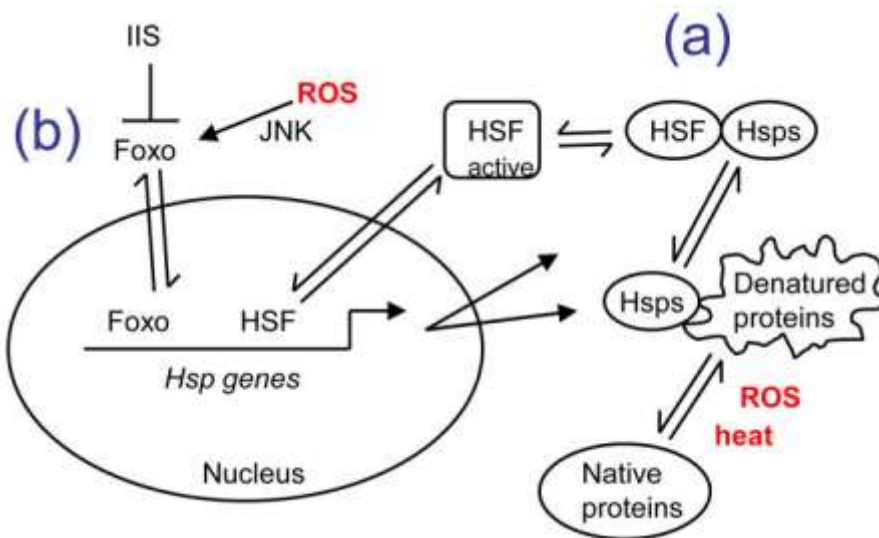 IIS
(a)
ROS
(b)
Foxo
JNK
HSF
active
HSF
Hsps
Foxo
HSF
Hsp genes
Nucleus
Hsps
Denatured
proteins
ROS
heat
Native
proteins